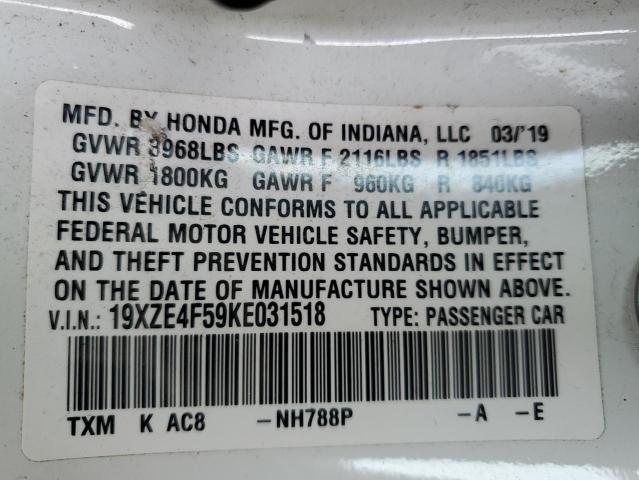 MFD. BY HONDA MFG. OF INDIANA, LLC 03/'19
GVWR 3968LBS GAWR F 2116LBS R 1851LBS
GVWR 1800KG GAWR F 960KG R 840KG
THIS VEHICLE CONFORMS TO ALL APPLICABLE
FEDERAL MOTOR VEHICLE SAFETY, BUMPER,
AND THEFT PREVENTION STANDARDS IN EFFECT
ON THE DATE OF MANUFACTURE SHOWN ABOVE.
V.I.N.: 19XZE4F59KE031518 TYPE: PASSENGER CAR
TXM K AC8 -NH788P -A -E